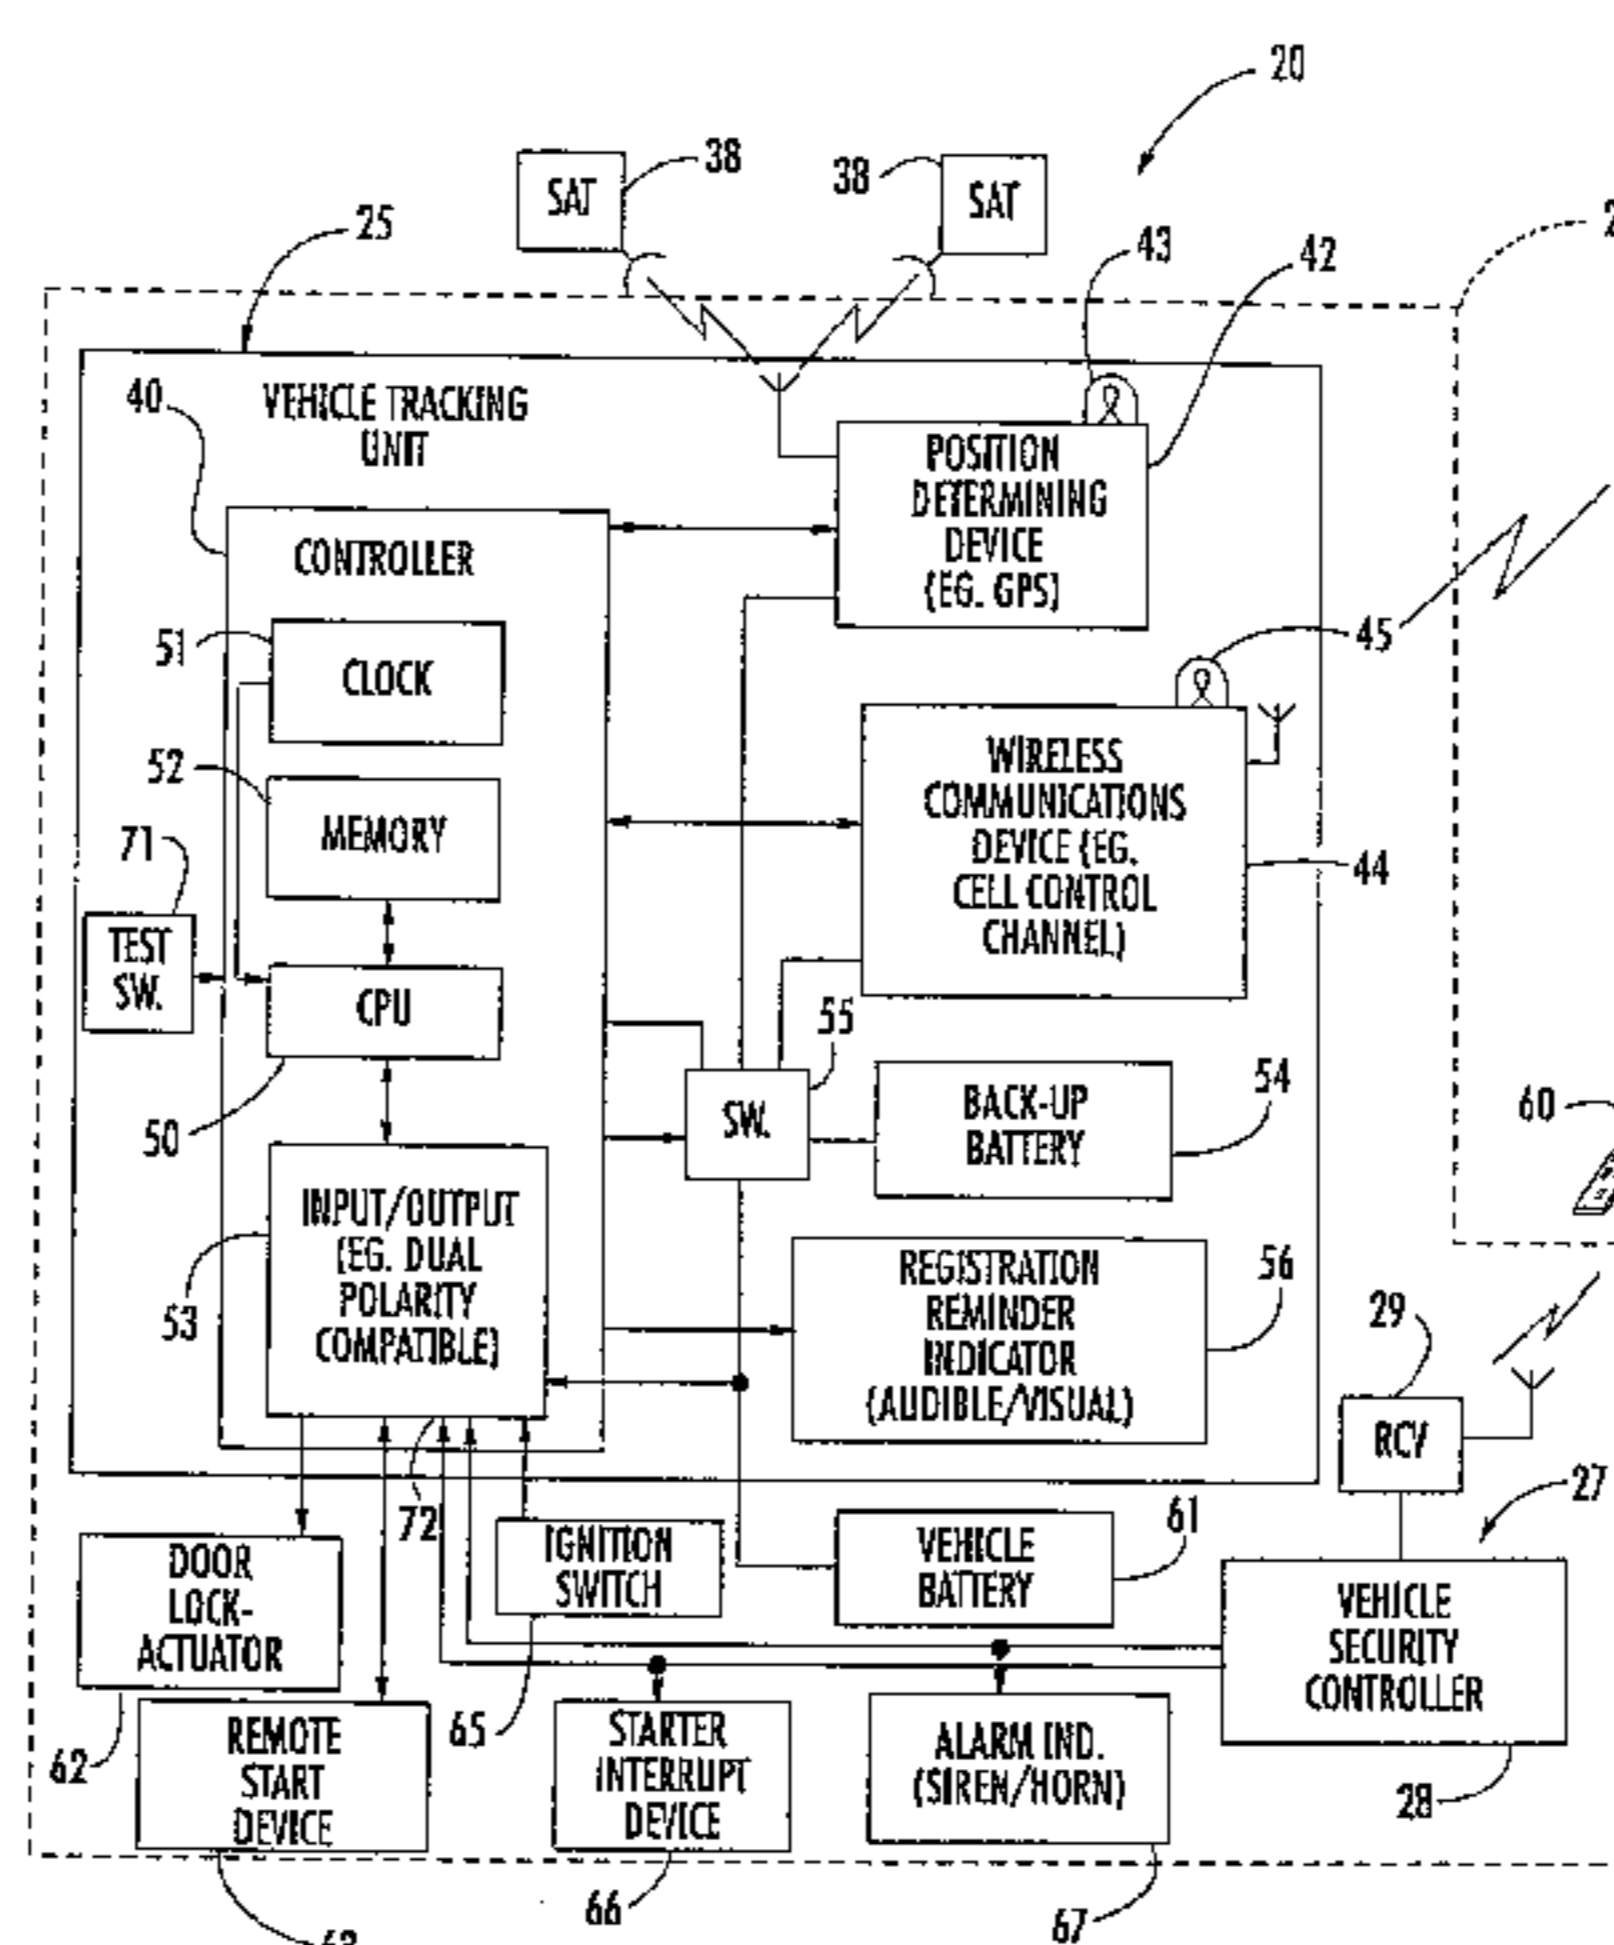 20
SAT
38
38
SAT
25
43
42
VEHICLE TRACKING
UNIT
40
POSITION
DETERMINING
DEVICE
(EG. GPS)
CONTROLLER
51
CLOCK
45
52
MEMORY
WIRELESS
COMMUNICATIONS
DEVICE (EG.
CELL CONTROL
CHANNEL)
44
71
TEST
SW.
CPU
50
55
SW.
BACK-UP
BATTERY
54
60
INPUT/OUTPUT
(EG. DUAL
POLARITY
COMPATIBLE)
53
REGISTRATION
REMINDER
INDICATOR
(AUDIBLE/VISUAL)
56
29
RCV
27
72
DOOR
LOCK-
ACTUATOR
62
IGNITION
SWITCH
65
VEHICLE
BATTERY
61
VEHICLE
SECURITY
CONTROLLER
28
REMOTE
START
DEVICE
STARTER
INTERRUPT
DEVICE
66
ALARM IND.
(SIREN/HORN)
67